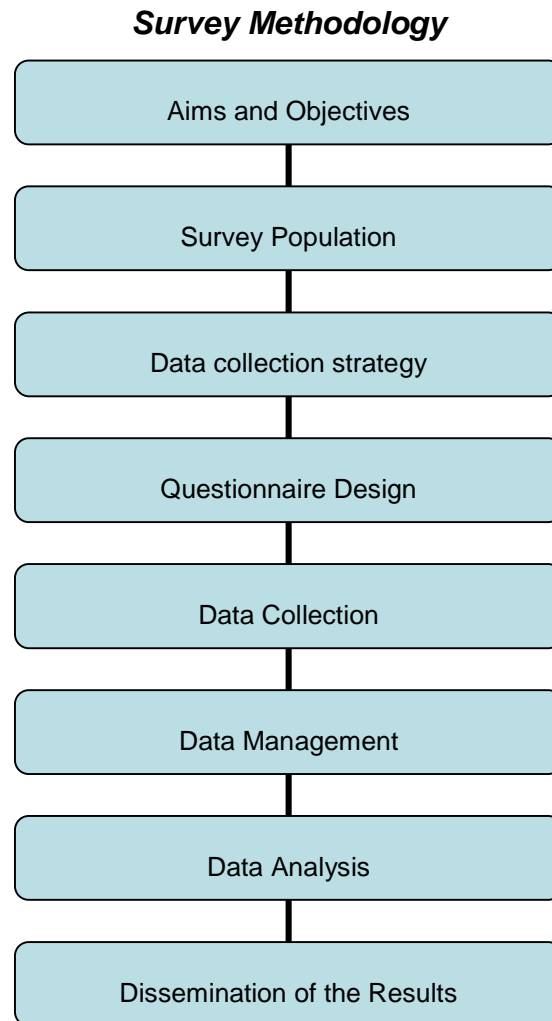 Survey Methodology
Aims and Objectives
Survey Population
Data collection strategy
Questionnaire Design
Data Collection
Data Management
Data Analysis
Dissemination of the Results